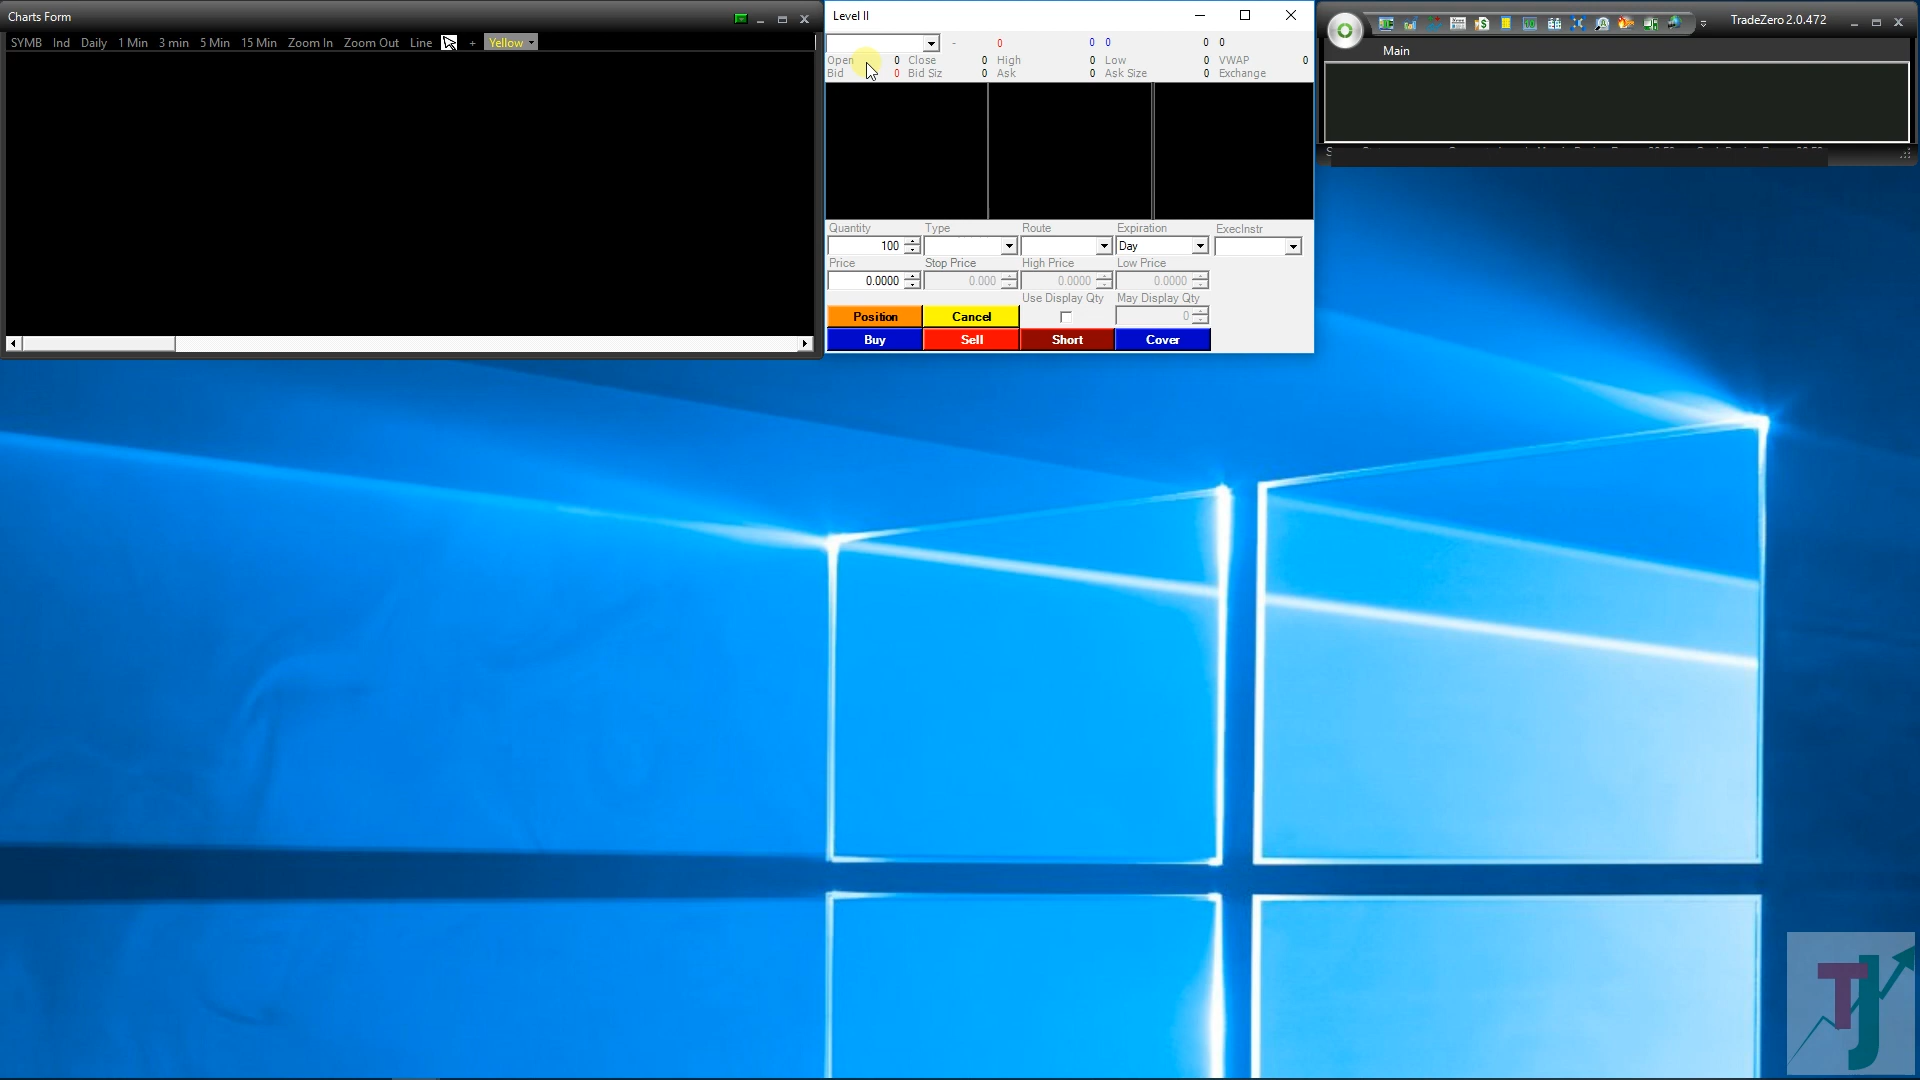 Charts Form
SYMB Ind Daily 1 Min 3 min 5 Min 15 Min Zoom In Zoom Out Line + Yellow
Level II
- 0 0 0 0 0
Open 0 Close 0 High 0 Low 0 VWAP 0
Bid 0 Bid Siz 0 Ask 0 Ask Size 0 Exchange
Quantity Type Route Expiration ExecInstr
100 Day
Price Stop Price High Price Low Price
0.0000 0.000 0.0000 0.0000
Use Display Qty May Display Qty
Position Cancel 0
Buy Sell Short Cover
TradeZero 2.0.472
Main
TJ